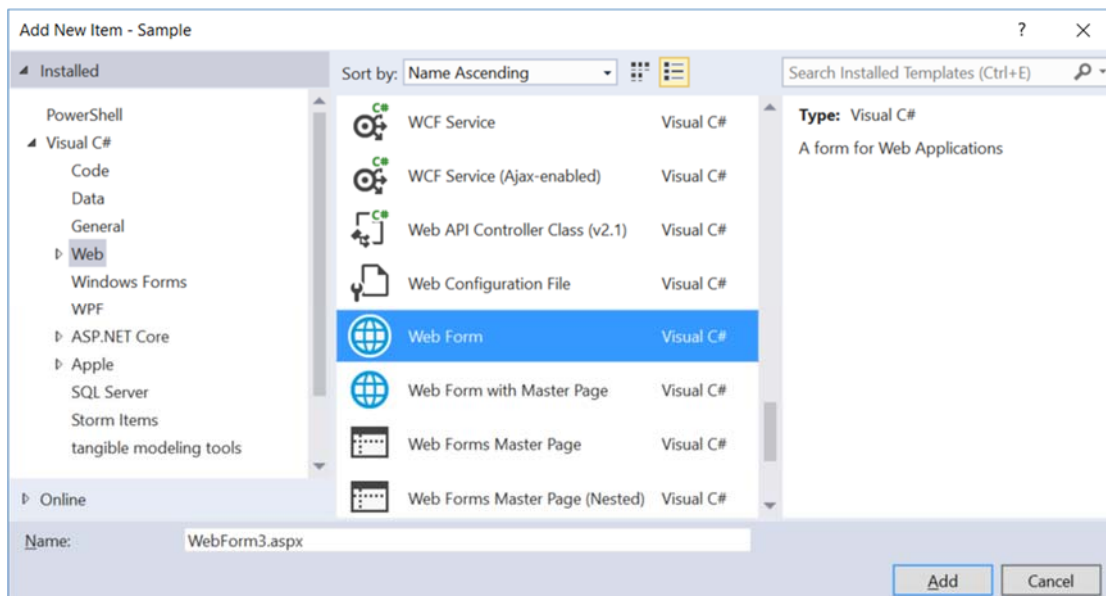 Add New Item - Sample
?
Installed
Sort by: Name Ascending
Search Installed Templates (Ctrl+E)
PowerShell
Visual C#
Code
Data
General
Web
Windows Forms
WPF
ASP.NET Core
Apple
SQL Server
Storm Items
tangible modeling tools
Online
C# WCF Service Visual C#
C# WCF Service (Ajax-enabled) Visual C#
C# Web API Controller Class (v2.1) Visual C#
Web Configuration File Visual C#
Web Form Visual C#
Web Form with Master Page Visual C#
Web Forms Master Page Visual C#
Web Forms Master Page (Nested) Visual C#
Type: Visual C#
A form for Web Applications
Name: WebForm3.aspx
Add Cancel